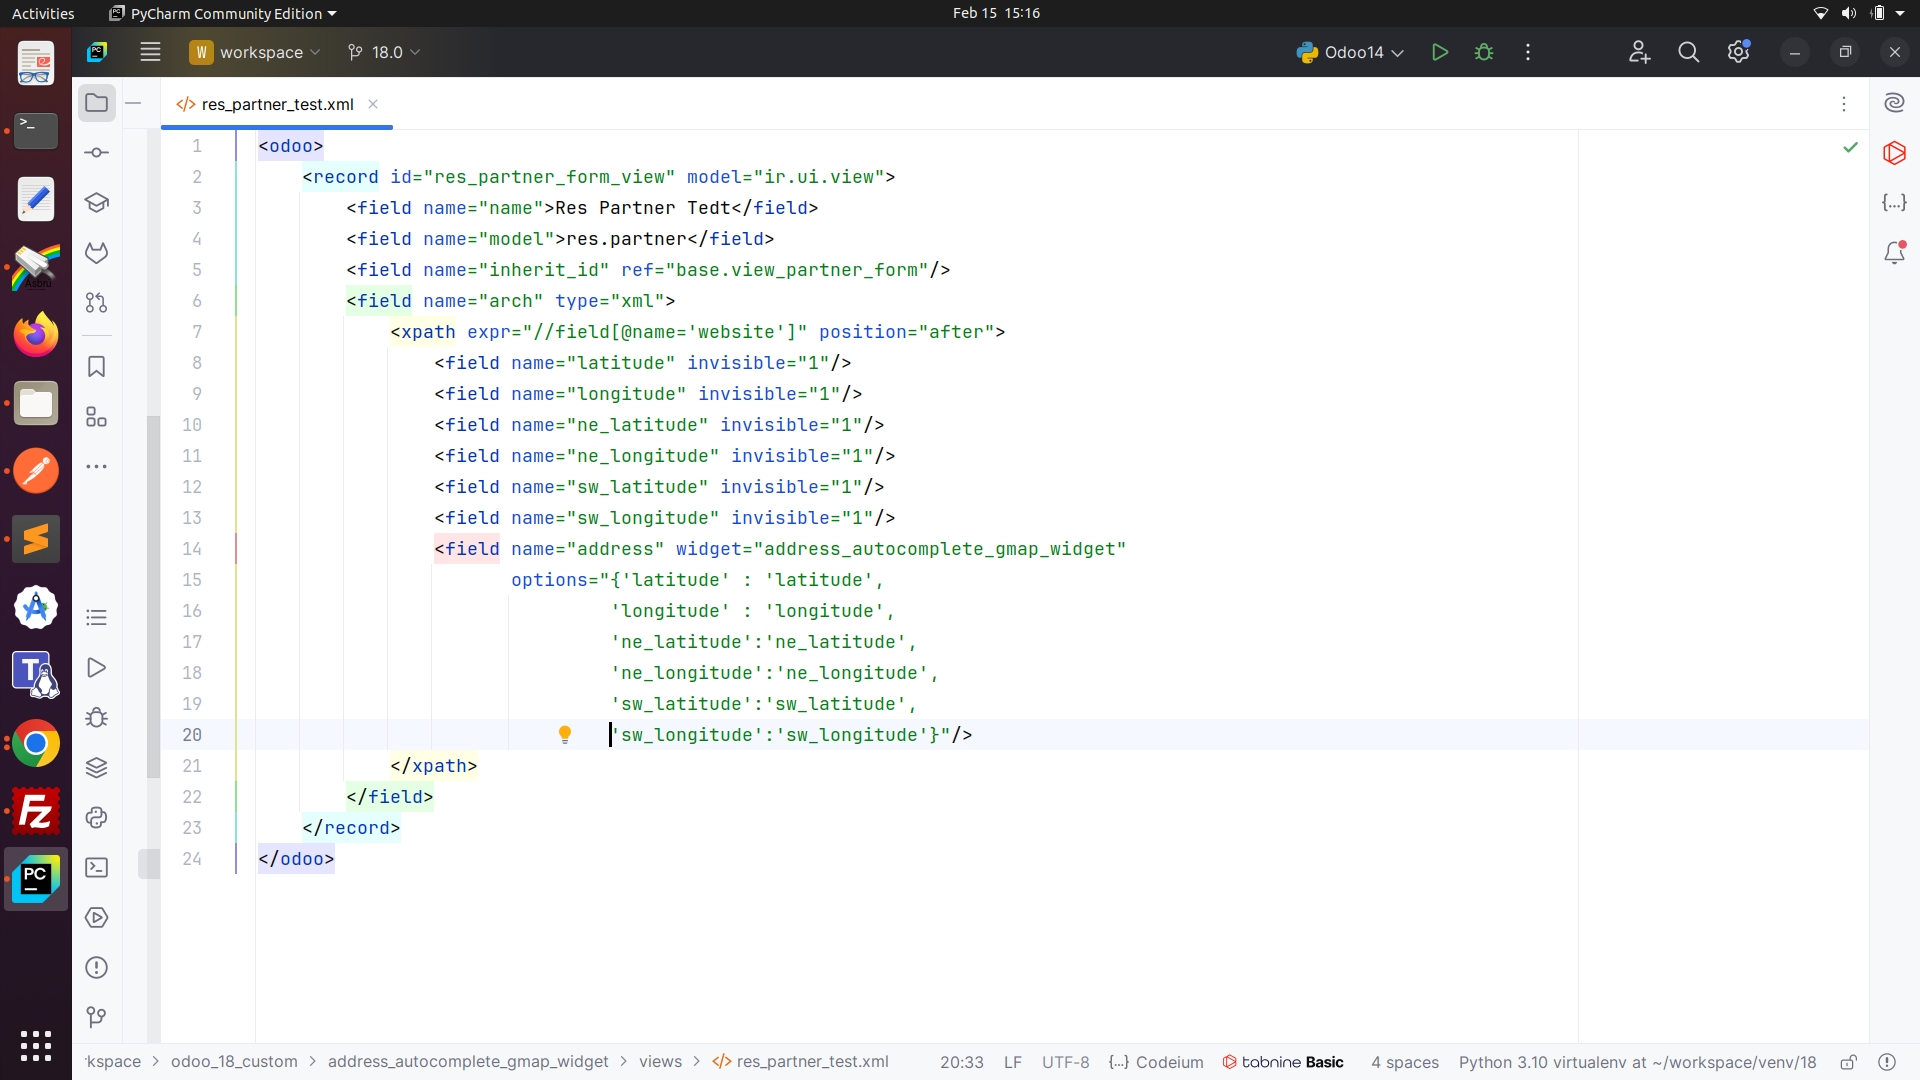 Activities PyCharm Community Edition Feb 15 15:16
W workspace 18.0 Odoo14
res_partner_test.xml
1 <odoo>
2 <record id="res_partner_form_view" model="ir.ui.view">
3 <field name="name">Res Partner Tedt</field>
4 <field name="model">res.partner</field>
5 <field name="inherit_id" ref="base.view_partner_form"/>
6 <field name="arch" type="xml">
7 <xpath expr="//field[@name='website']" position="after">
8 <field name="latitude" invisible="1"/>
9 <field name="longitude" invisible="1"/>
10 <field name="ne_latitude" invisible="1"/>
11 <field name="ne_longitude" invisible="1"/>
12 <field name="sw_latitude" invisible="1"/>
13 <field name="sw_longitude" invisible="1"/>
14 <field name="address" widget="address_autocomplete_gmap_widget"
15 options="{'latitude' : 'latitude',
16 'longitude' : 'longitude',
17 'ne_latitude':'ne_latitude',
18 'ne_longitude':'ne_longitude',
19 'sw_latitude':'sw_latitude',
20 'sw_longitude':'sw_longitude'}"/>
21 </xpath>
22 </field>
23 </record>
24 </odoo>
Astru
T
Fz
PC
rkspace > odoo_18_custom > address_autocomplete_gmap_widget > views > </> res_partner_test.xml 20:33 LF UTF-8 {...} Codeium tabnine Basic 4 spaces Python 3.10 virtualenv at ~/workspace/venv/18